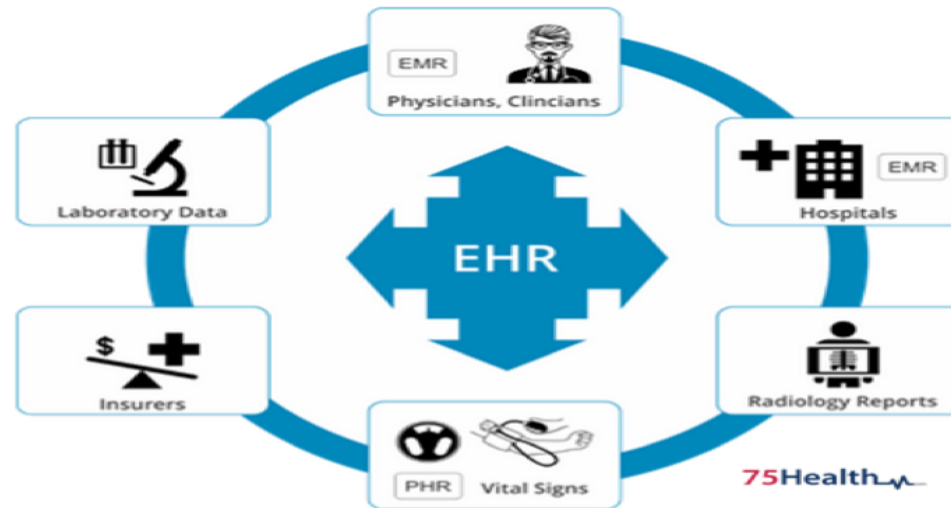 EMR
Physicians, Clincians
Laboratory Data
EMR
Hospitals
EHR
$
Insurers
Radiology Reports
PHR
Vital Signs
75Health